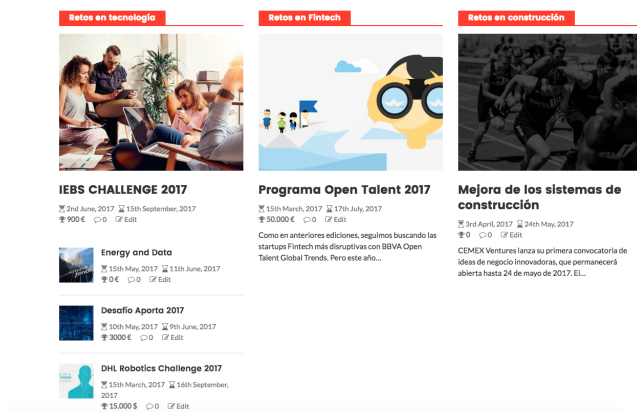 Retos en tecnología
IEBS CHALLENGE 2017
2nd June, 2017 15th September, 2017
900 € 0 Edit
Energy and Data
15th May, 2017 11th June, 2017
0 € 0 Edit
Desafío Aporta 2017
10th May, 2017 9th June, 2017
3000 € 0 Edit
DHL Robotics Challenge 2017
15th March, 2017 16th September,
2017
15.000 $ 0 Edit
Retos en Fintech
Programa Open Talent 2017
15th March, 2017 17th July, 2017
50.000 € 0 Edit
Como en anteriores ediciones, seguimos buscando las
startups Fintech más disruptivas con BBVA Open
Talent Global Trends. Pero este año...
Retos en construcción
Mejora de los sistemas de
construcción
3rd April, 2017 24th May, 2017
0 0 Edit
CEMEX Ventures lanza su primera convocatoria de
ideas de negocio innovadoras, que permanecerá
abierta hasta 24 de mayo de 2017. El...